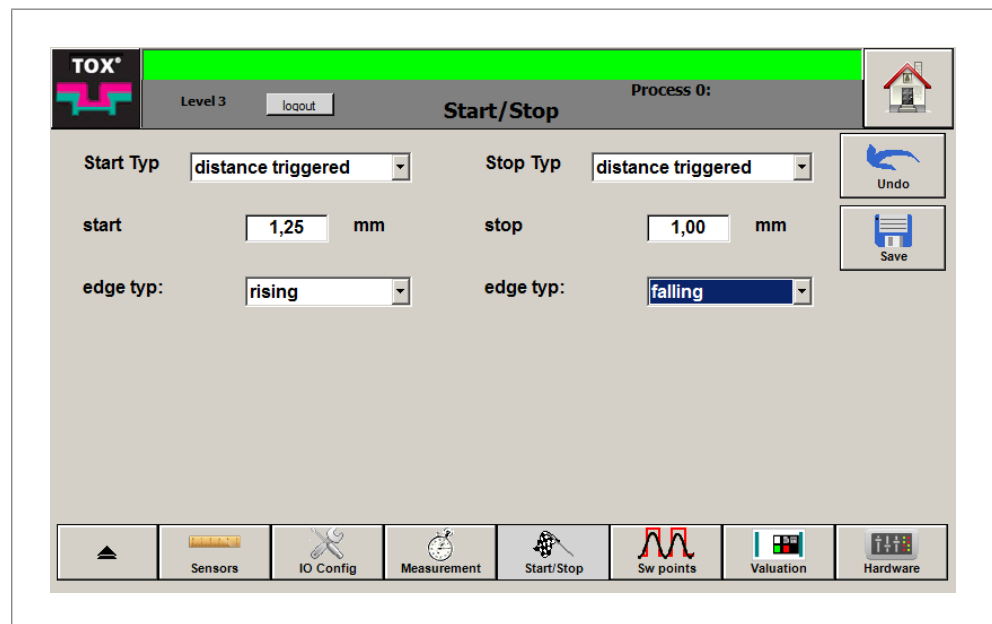 TOX®
Level 3
logout
Start/Stop
Process 0:
Start Typ
distance triggered
Stop Typ
distance triggered
Undo
start
1,25
mm
stop
1,00
mm
Save
edge typ:
rising
edge typ:
falling
Sensors
IO Config
Measurement
Start/Stop
Sw points
Valuation
Hardware